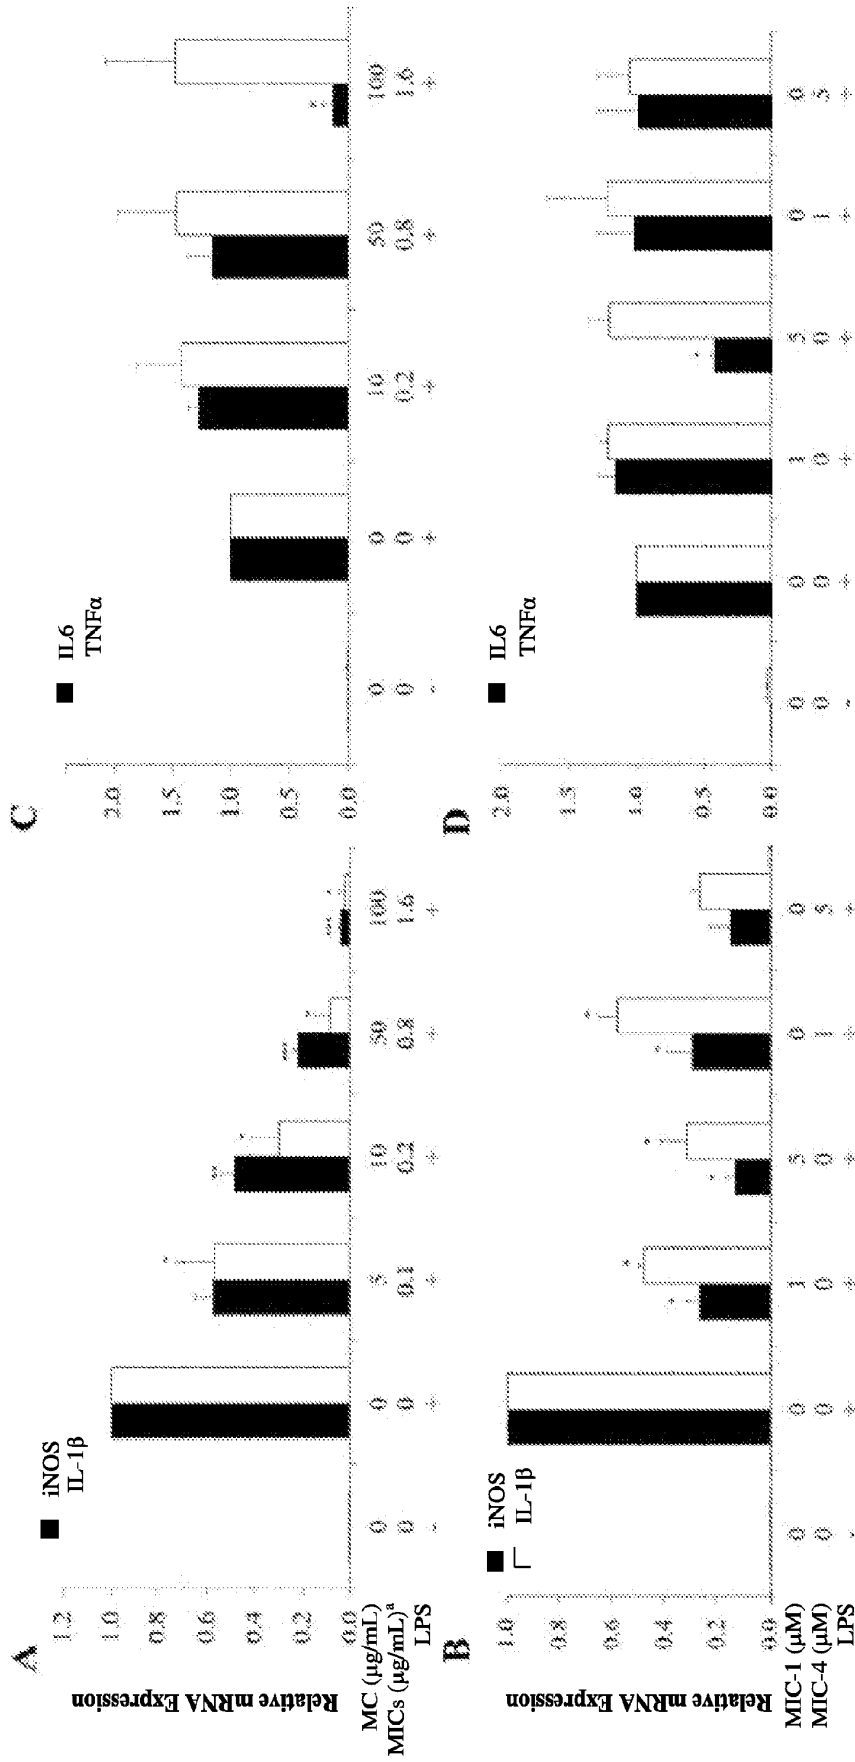 A
■ iNOS
IL-1β
Relative mRNA Expression
1.2
1.0
0.8
0.6
0.4
0.2
0.0
MC (μg/mL) 0 0 5 10 50 100
MICs (μg/mL)ᵃ 0 0 0.1 0.2 0.8 1.6
LPS - + + + + +
B
■ iNOS
IL-1β
Relative mRNA Expression
1.0
0.8
0.6
0.4
0.2
0.0
MIC-1 (μM) 0 0 1 5 0 0
MIC-4 (μM) 0 0 0 0 1 5
LPS - + + + + +
C
■ IL6
TNFα
2.0
1.5
1.0
0.5
0.0
0 0 10 50 100
0 0 0.2 0.8 1.6
- + + + +
D
■ IL6
TNFα
2.0
1.5
1.0
0.5
0.0
0 0 1 5 0 0
0 0 0 0 1 5
- + + + + +